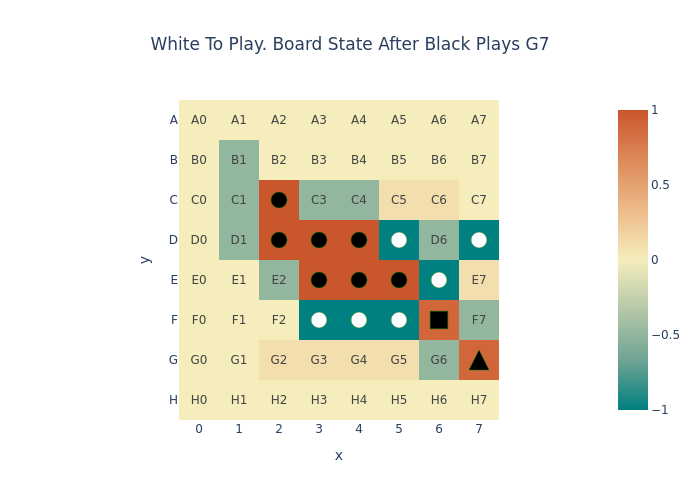 White To Play. Board State After Black Plays G7
A A0 A1 A2 A3 A4 A5 A6 A7
B B0 B1 B2 B3 B4 B5 B6 B7
C C0 C1 C3 C4 C5 C6 C7
D D0 D1 D6
E E0 E1 E2 E7
F F0 F1 F2 F7
G G0 G1 G2 G3 G4 G5 G6
H H0 H1 H2 H3 H4 H5 H6 H7
0 1 2 3 4 5 6 7
x
y
1
0.5
0
−0.5
−1